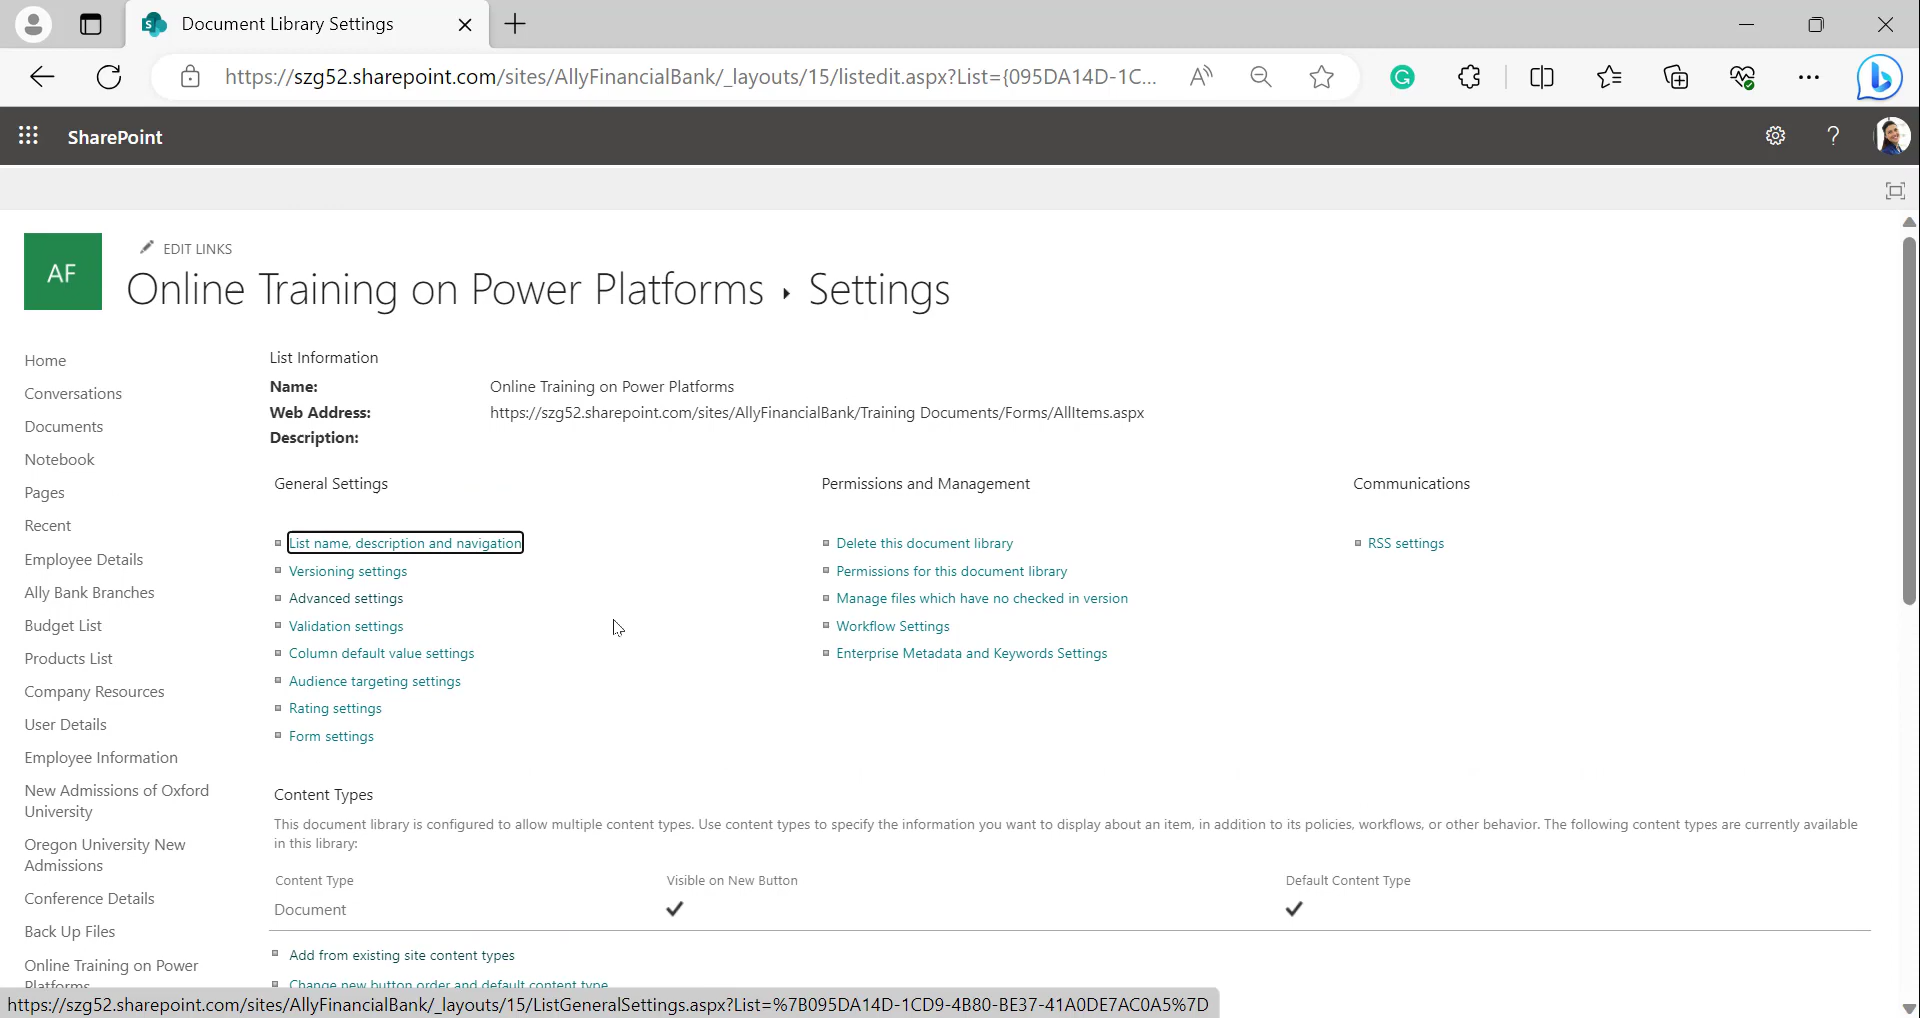 Document Library Settings
https://szg52.sharepoint.com/sites/AllyFinancialBank/_layouts/15/listedit.aspx?List={095DA14D-1C...
SharePoint
AF
EDIT LINKS
Online Training on Power Platforms ▸ Settings
Home
Conversations
Documents
Notebook
Pages
Recent
Employee Details
Ally Bank Branches
Budget List
Products List
Company Resources
User Details
Employee Information
New Admissions of Oxford
University
Oregon University New
Admissions
Conference Details
Back Up Files
Online Training on Power
Platforms
List Information
Name: Online Training on Power Platforms
Web Address: https://szg52.sharepoint.com/sites/AllyFinancialBank/Training Documents/Forms/AllItems.aspx
Description:
General Settings
List name, description and navigation
Versioning settings
Advanced settings
Validation settings
Column default value settings
Audience targeting settings
Rating settings
Form settings
Permissions and Management
Delete this document library
Permissions for this document library
Manage files which have no checked in version
Workflow Settings
Enterprise Metadata and Keywords Settings
Communications
RSS settings
Content Types
This document library is configured to allow multiple content types. Use content types to specify the information you want to display about an item, in addition to its policies, workflows, or other behavior. The following content types are currently available
in this library:
Content Type Visible on New Button Default Content Type
Document
Add from existing site content types
Change new button order and default content type
https://szg52.sharepoint.com/sites/AllyFinancialBank/_layouts/15/ListGeneralSettings.aspx?List=%7B095DA14D-1CD9-4B80-BE37-41A0DE7AC0A5%7D